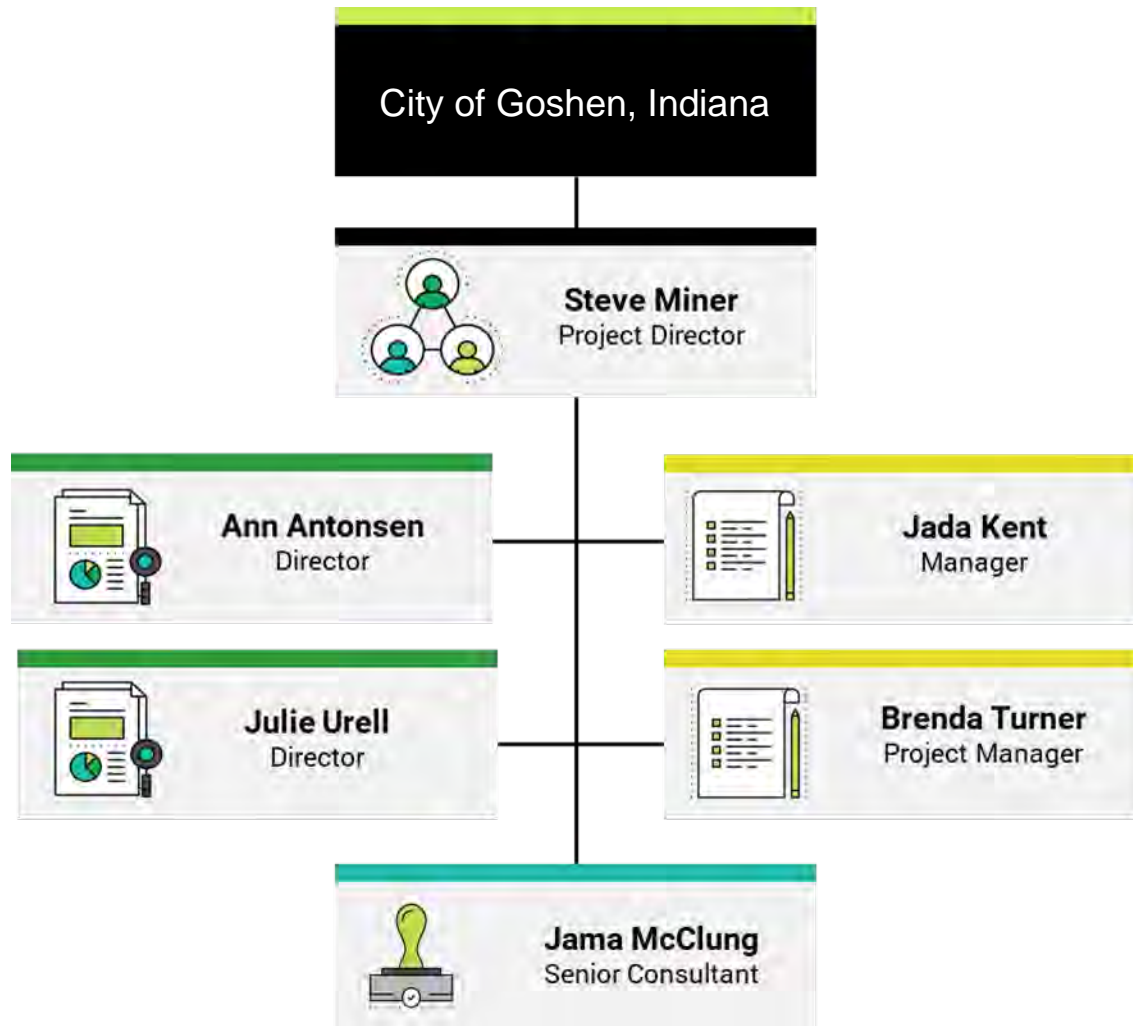 City of Goshen, Indiana
Steve Miner
Project Director
Ann Antonsen
Director
Jada Kent
Manager
Julie Urell
Director
Brenda Turner
Project Manager
Jama McClung
Senior Consultant